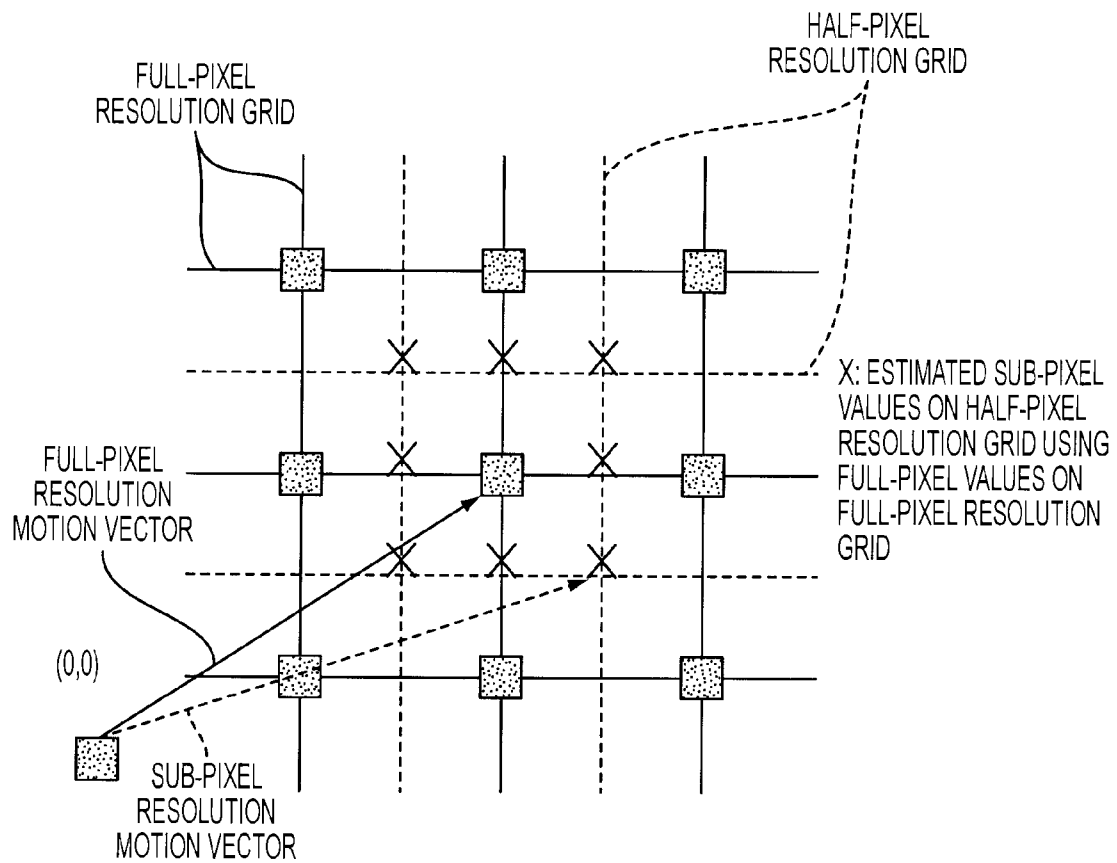 HALF-PIXEL
RESOLUTION GRID
FULL-PIXEL
RESOLUTION GRID
X: ESTIMATED SUB-PIXEL
VALUES ON HALF-PIXEL
RESOLUTION GRID USING
FULL-PIXEL VALUES ON
FULL-PIXEL RESOLUTION
GRID
FULL-PIXEL
RESOLUTION
MOTION VECTOR
(0,0)
SUB-PIXEL
RESOLUTION
MOTION VECTOR